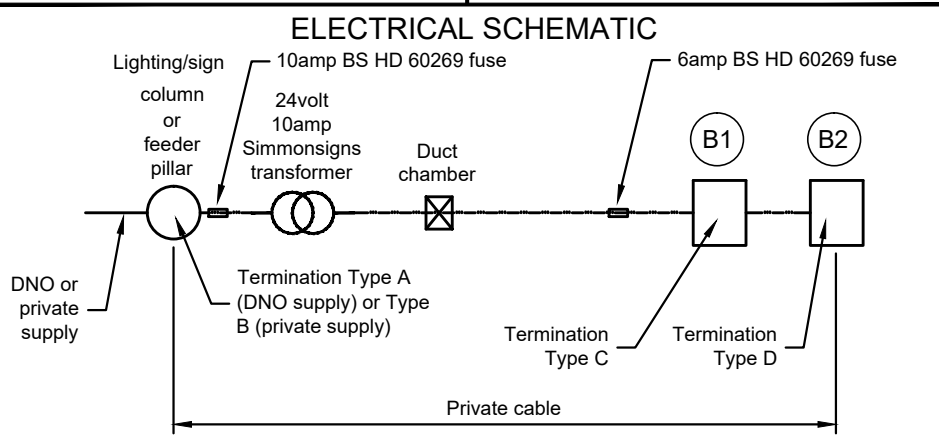 ELECTRICAL SCHEMATIC
Lighting/sign
column
or
feeder
pillar
10amp BS HD 60269 fuse
24volt
10amp
Simmonsigns
transformer
Duct
chamber
6amp BS HD 60269 fuse
B1
B2
DNO or
private
supply
Termination Type A
(DNO supply) or Type
B (private supply)
Termination
Type C
Termination
Type D
Private cable